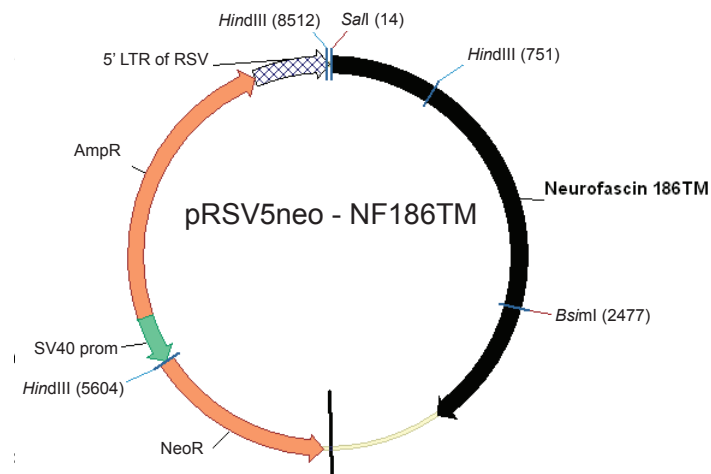 HindIII (8512)
SalI (14)
5' LTR of RSV
HindIII (751)
AmpR
Neurofascin 186TM
pRSV5neo - NF186TM
BsimI (2477)
SV40 prom
HindIII (5604)
NeoR